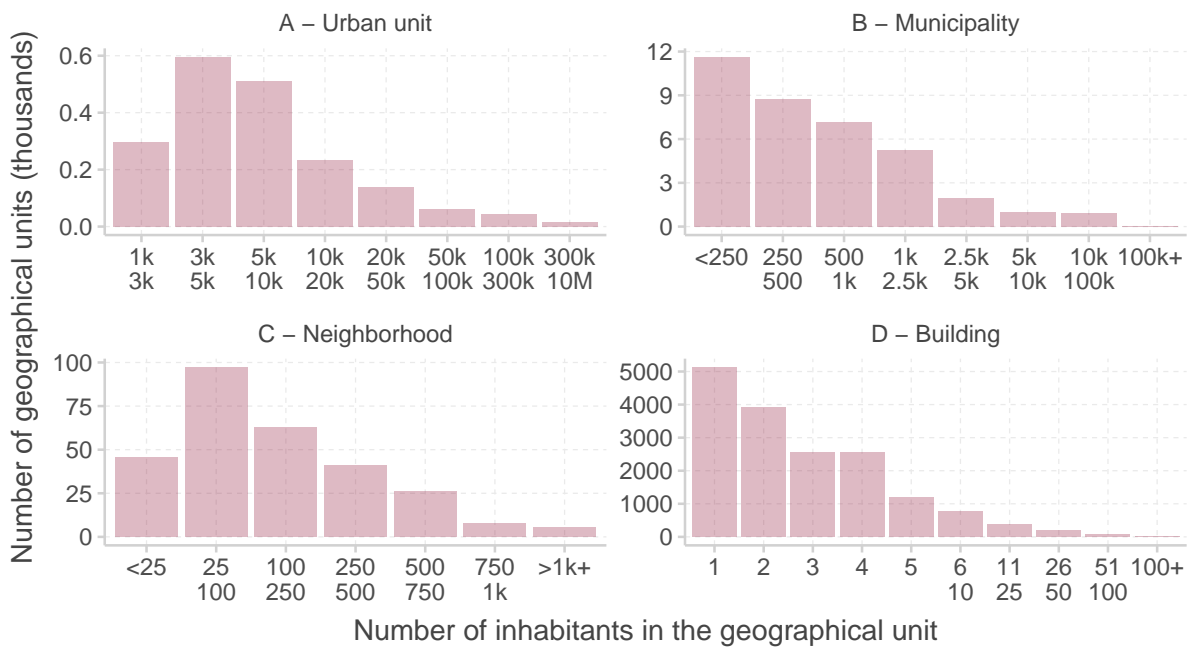 Number of geographical units (thousands)
A – Urban unit
0.6
0.4
0.2
0.0
1k 3k 5k 10k 20k 50k 100k 300k
3k 5k 10k 20k 50k 100k 300k 10M
B – Municipality
12
9
6
3
0
<250 250 500 1k 2.5k 5k 10k 100k+
500 1k 2.5k 5k 10k 100k
C – Neighborhood
100
75
50
25
0
<25 25 100 250 500 750 >1k+
100 250 500 750 1k
D – Building
5000
4000
3000
2000
1000
0
1 2 3 4 5 6 11 26 51 100+
10 25 50 100
Number of inhabitants in the geographical unit